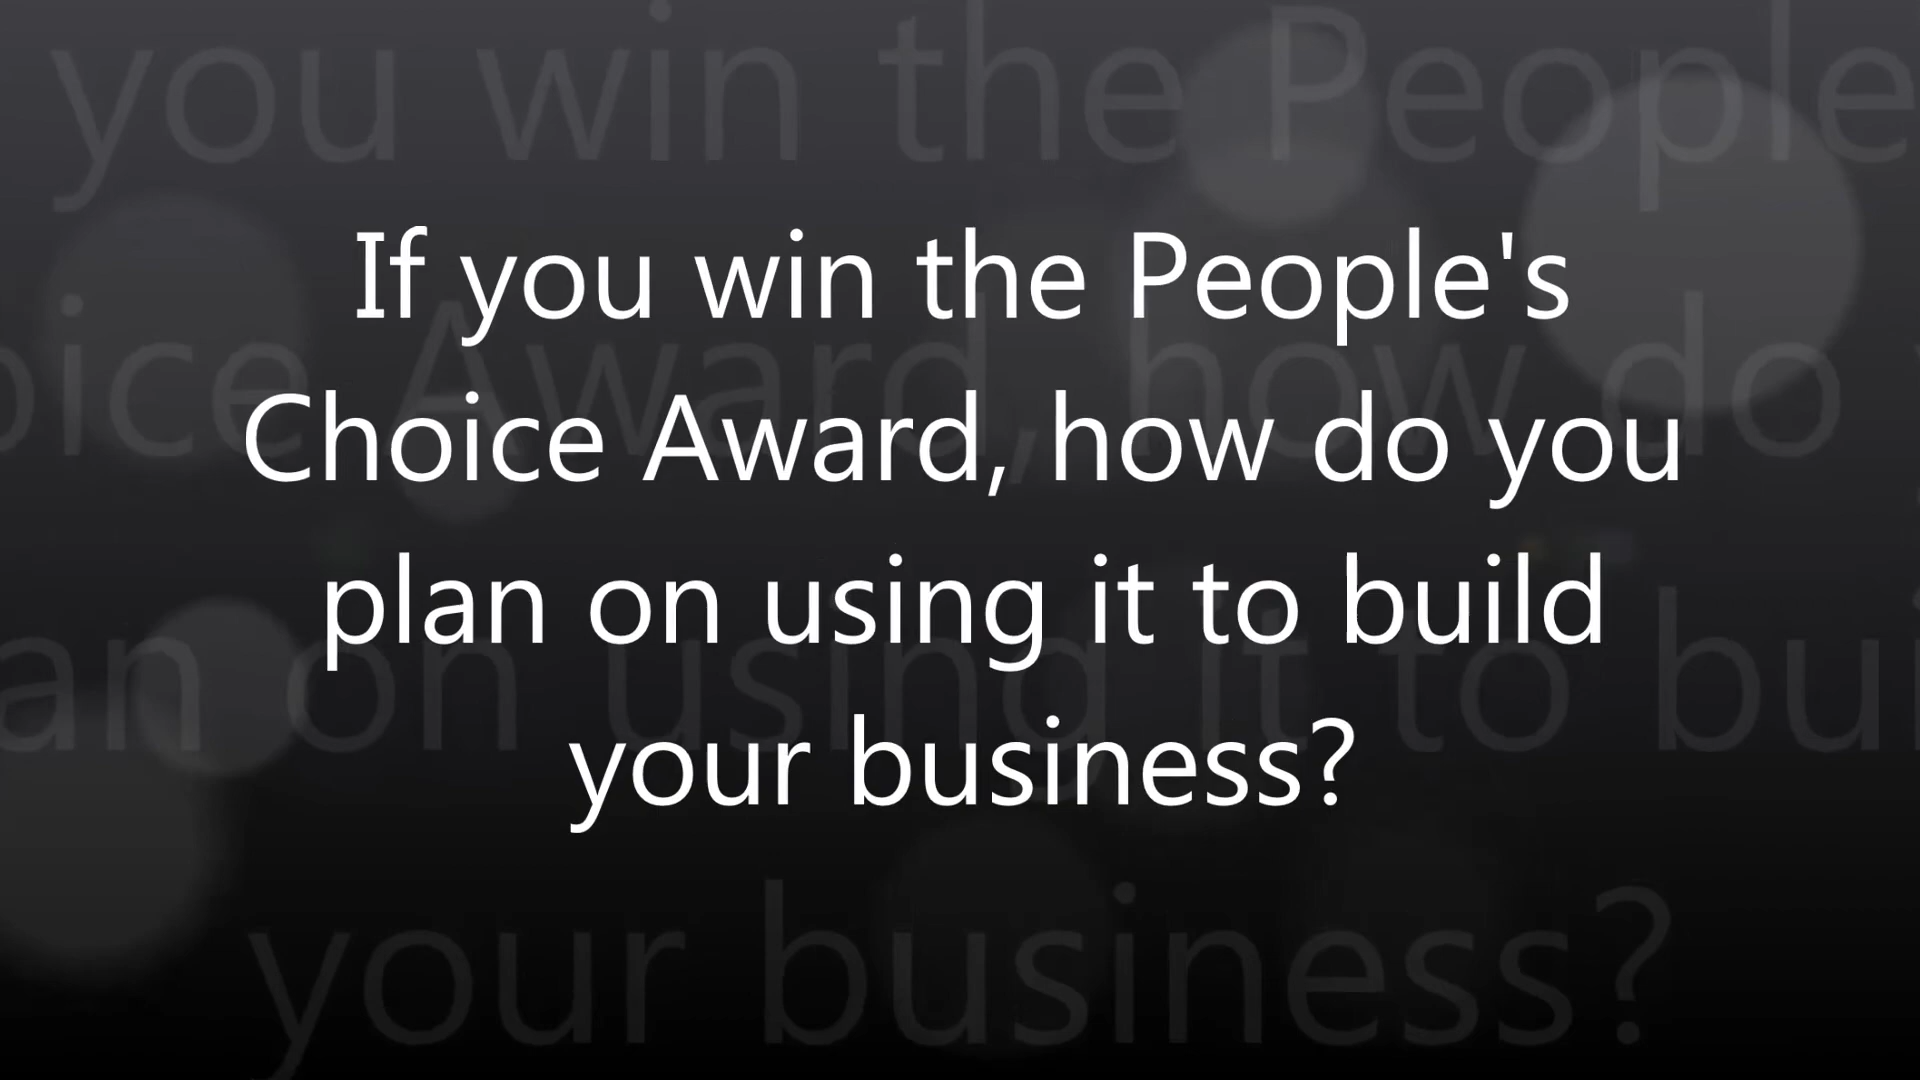 If you win the People's
Choice Award, how do you
plan on using it to build
your business?